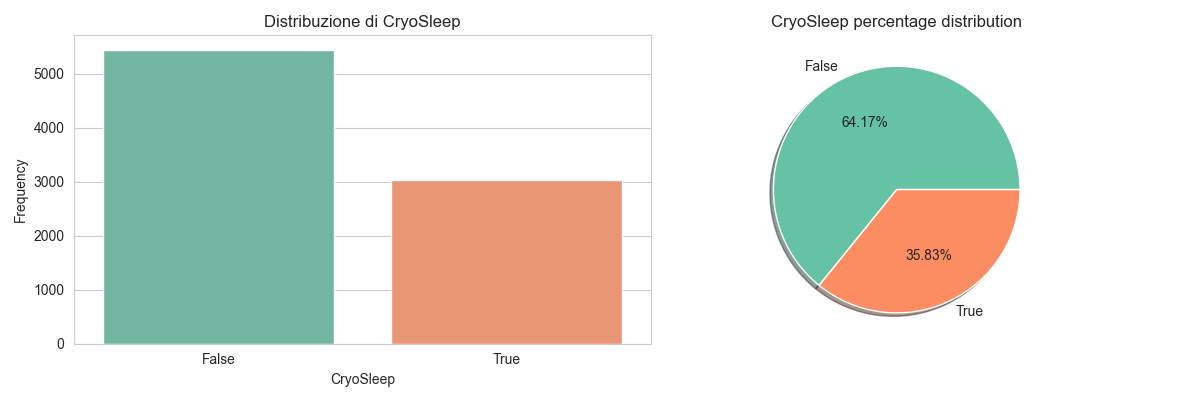 Distribuzione di CryoSleep
5000
4000
3000
2000
1000
0
Frequency
False
True
CryoSleep
CryoSleep percentage distribution
False
64.17%
35.83%
True